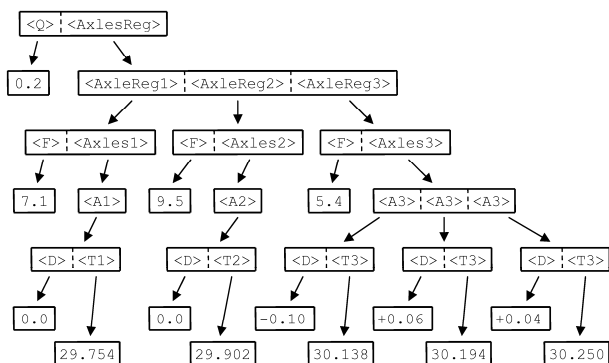 <Q> <AxlesReg>
0.2 <AxleReg1> <AxleReg2> <AxleReg3>
<F> <Axles1> <F> <Axles2> <F> <Axles3>
7.1 <A1> 9.5 <A2> 5.4 <A3> <A3> <A3>
<D> <T1> <D> <T2> <D> <T3> <D> <T3> <D> <T3>
0.0 0.0 -0.10 +0.06 +0.04
29.754 29.902 30.138 30.194 30.250